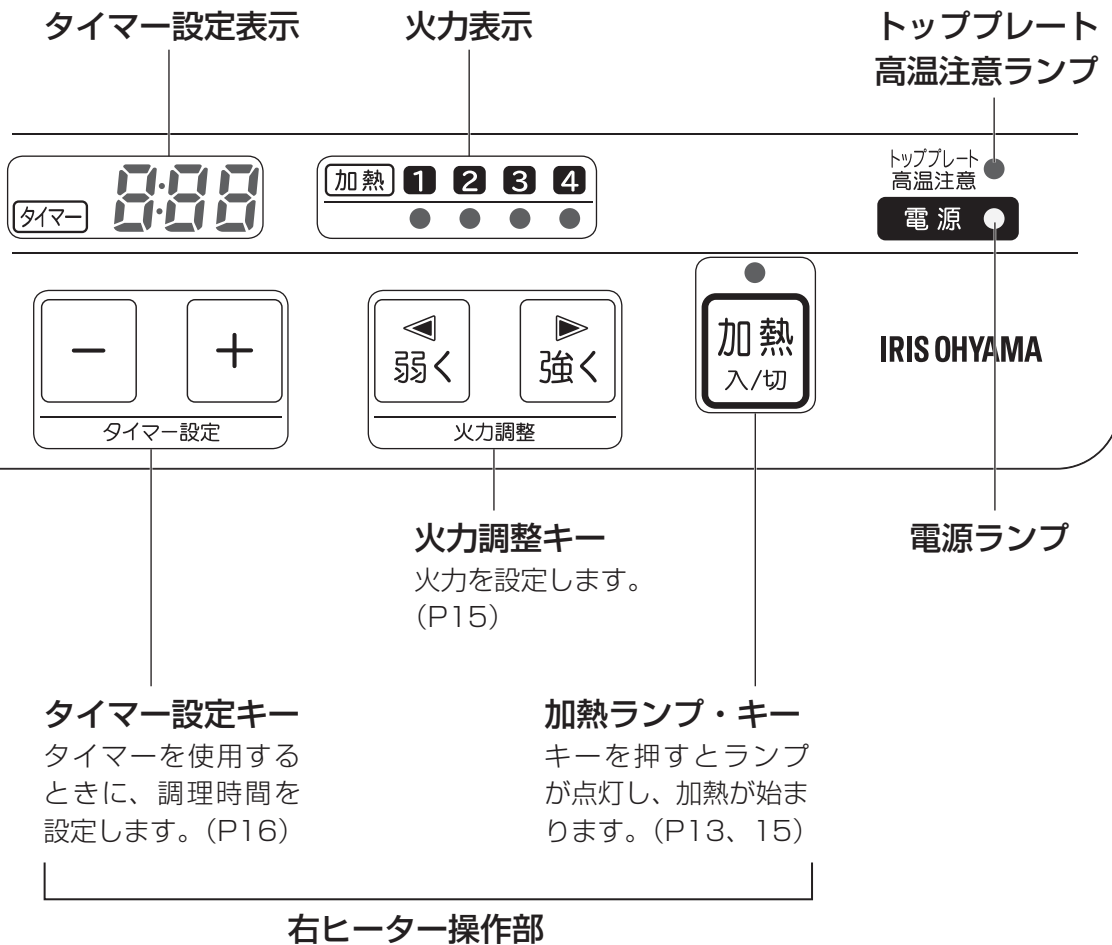 タイマー設定表示
火力表示
トッププレート
高温注意ランプ
タイマー
8:88
加熱 1 2 3 4
トッププレート
高温注意
電源
− +
タイマー設定
弱く 強く
火力調整
加熱
入/切
IRIS OHYAMA
火力調整キー
火力を設定します。
(P15)
電源ランプ
タイマー設定キー
タイマーを使用する
ときに、調理時間を
設定します。(P16)
加熱ランプ・キー
キーを押すとランプ
が点灯し、加熱が始ま
ります。(P13、15)
右ヒーター操作部